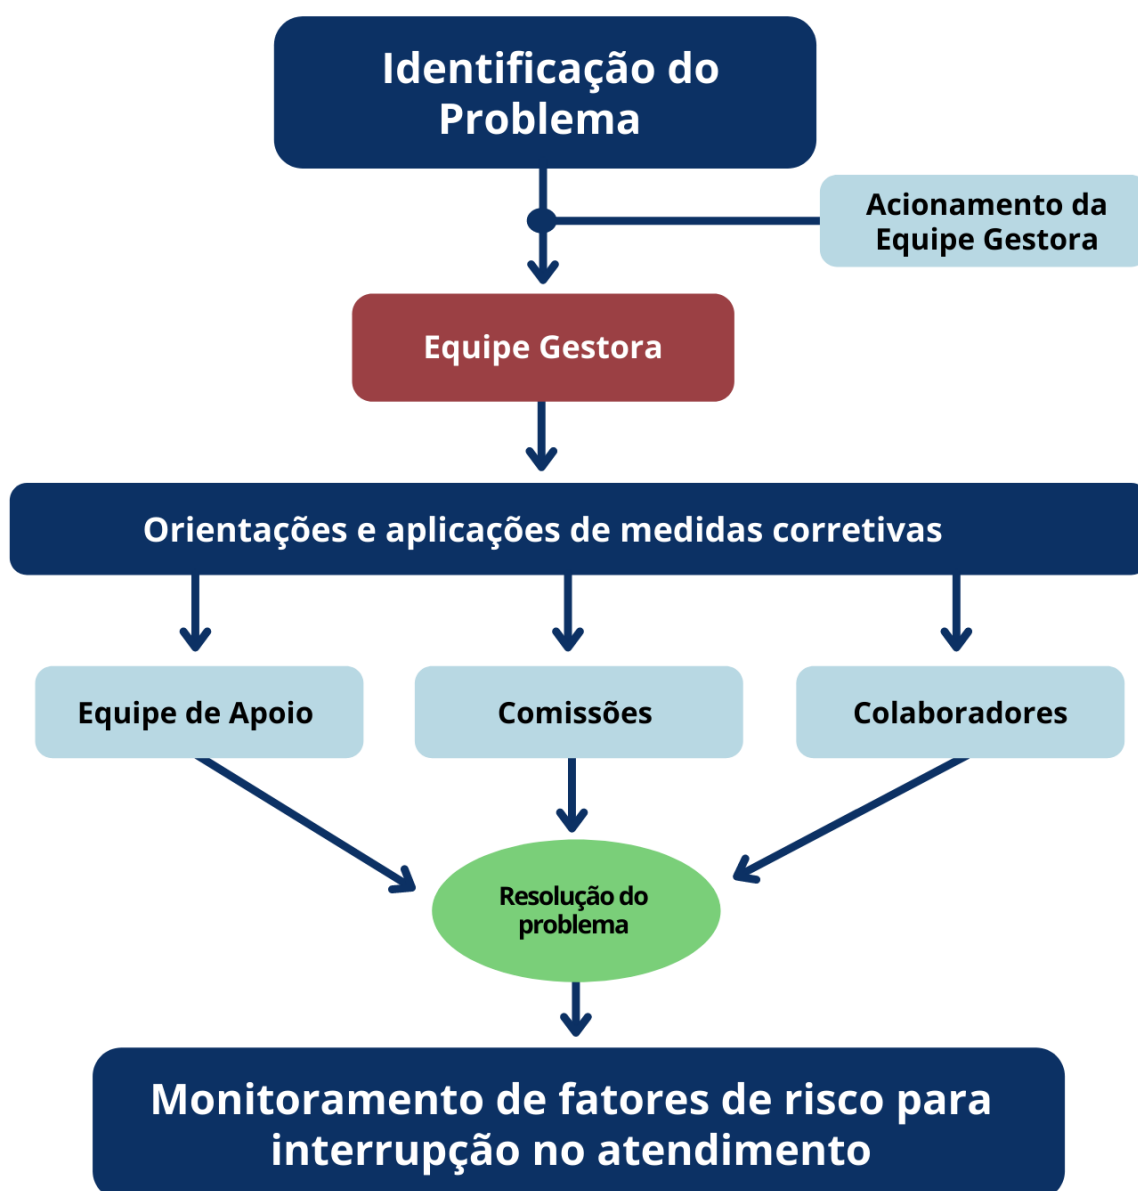 Identificação do
Problema
Acionamento da
Equipe Gestora
Equipe Gestora
Orientações e aplicações de medidas corretivas
Equipe de Apoio
Comissões
Colaboradores
Resolução do
problema
Monitoramento de fatores de risco para
interrupção no atendimento